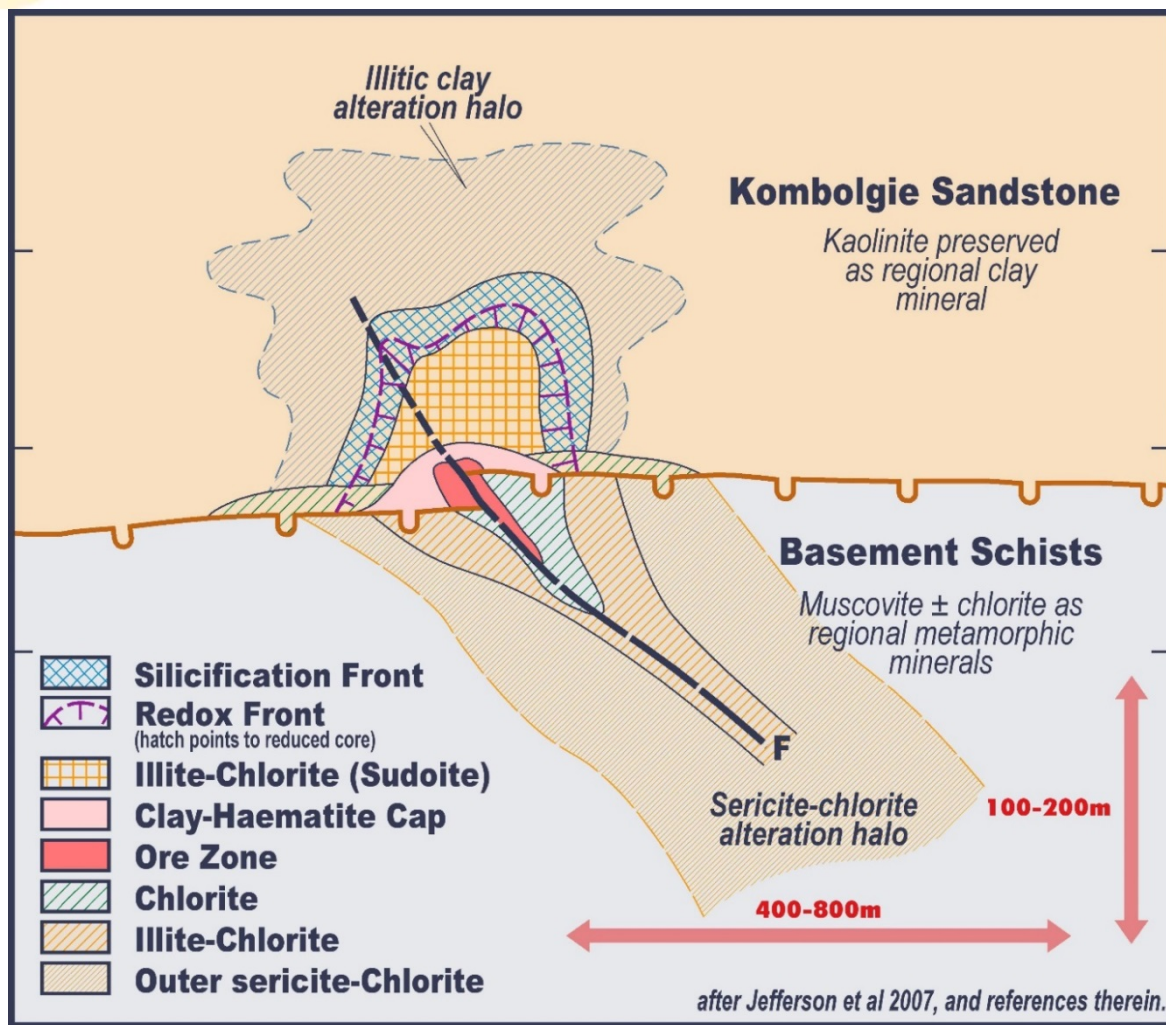 Illitic clay
alteration halo
Kombolgie Sandstone
Kaolinite preserved
as regional clay
mineral
Basement Schists
Muscovite ± chlorite as
regional metamorphic
minerals
Silicification Front
Redox Front
(hatch points to reduced core)
Illite-Chlorite (Sudoite)
Clay-Haematite Cap
Ore Zone
Chlorite
Illite-Chlorite
Outer sericite-Chlorite
F
Sericite-chlorite
alteration halo
100-200m
400-800m
after Jefferson et al 2007, and references therein.